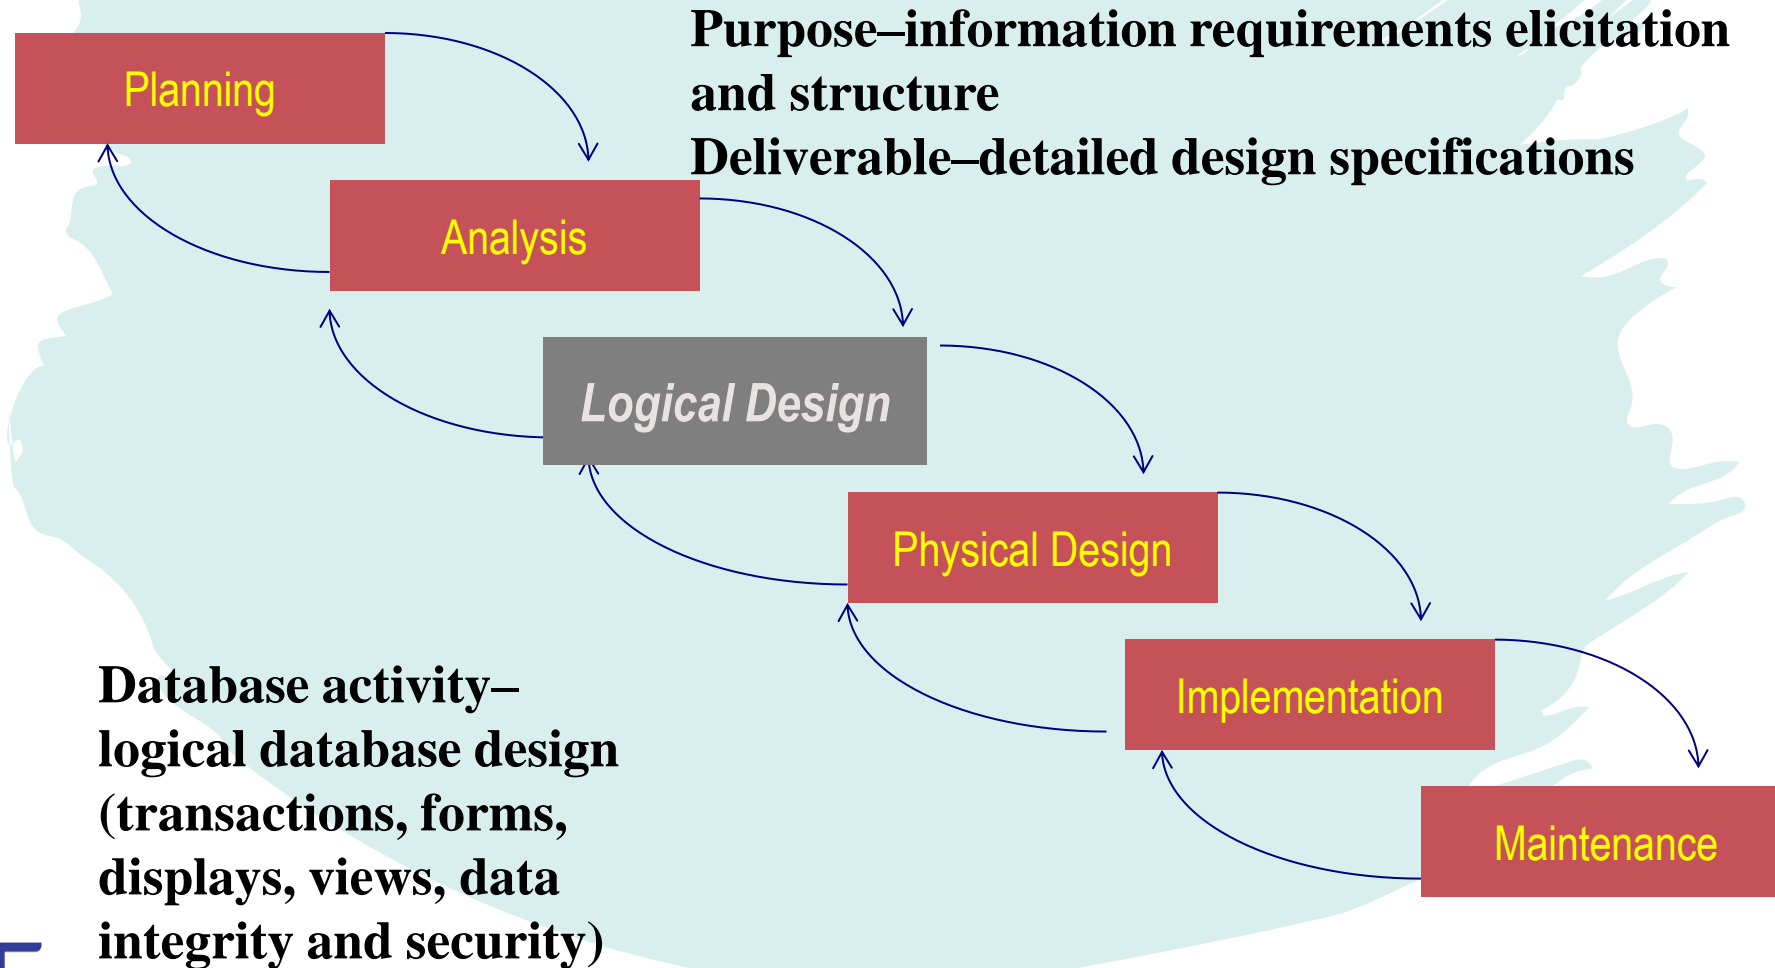 Purpose–information requirements elicitation
and structure
Deliverable–detailed design specifications
Planning
Analysis
Logical Design
Physical Design
Implementation
Maintenance
Database activity–
logical database design
(transactions, forms,
displays, views, data
integrity and security)